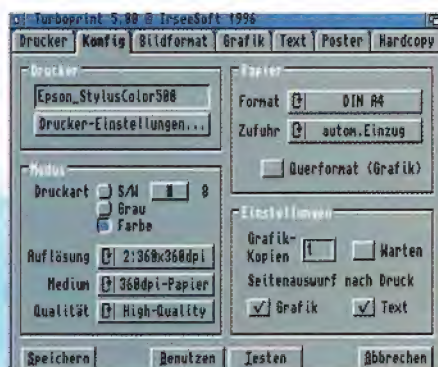 Turboprint 5.00 © IrseeSoft 1996
Drucker Konfig Bildformat Grafik Text Poster Hardcopy
Drucker
Epson_StylusColor500
Drucker-Einstellungen...
Papier
Format DIN A4
Zufuhr autom.Einzug
Querformat (Grafik)
Modus
Druckart S/W 8
Grau
Farbe
Auflösung 2:360x360dpi
Medium 360dpi-Papier
Qualität High-Quality
Einstellungen
Grafik-
Kopien 1 Warten
Seitenauswurf nach Druck
Grafik Text
Speichern Benutzen Testen Abbrechen